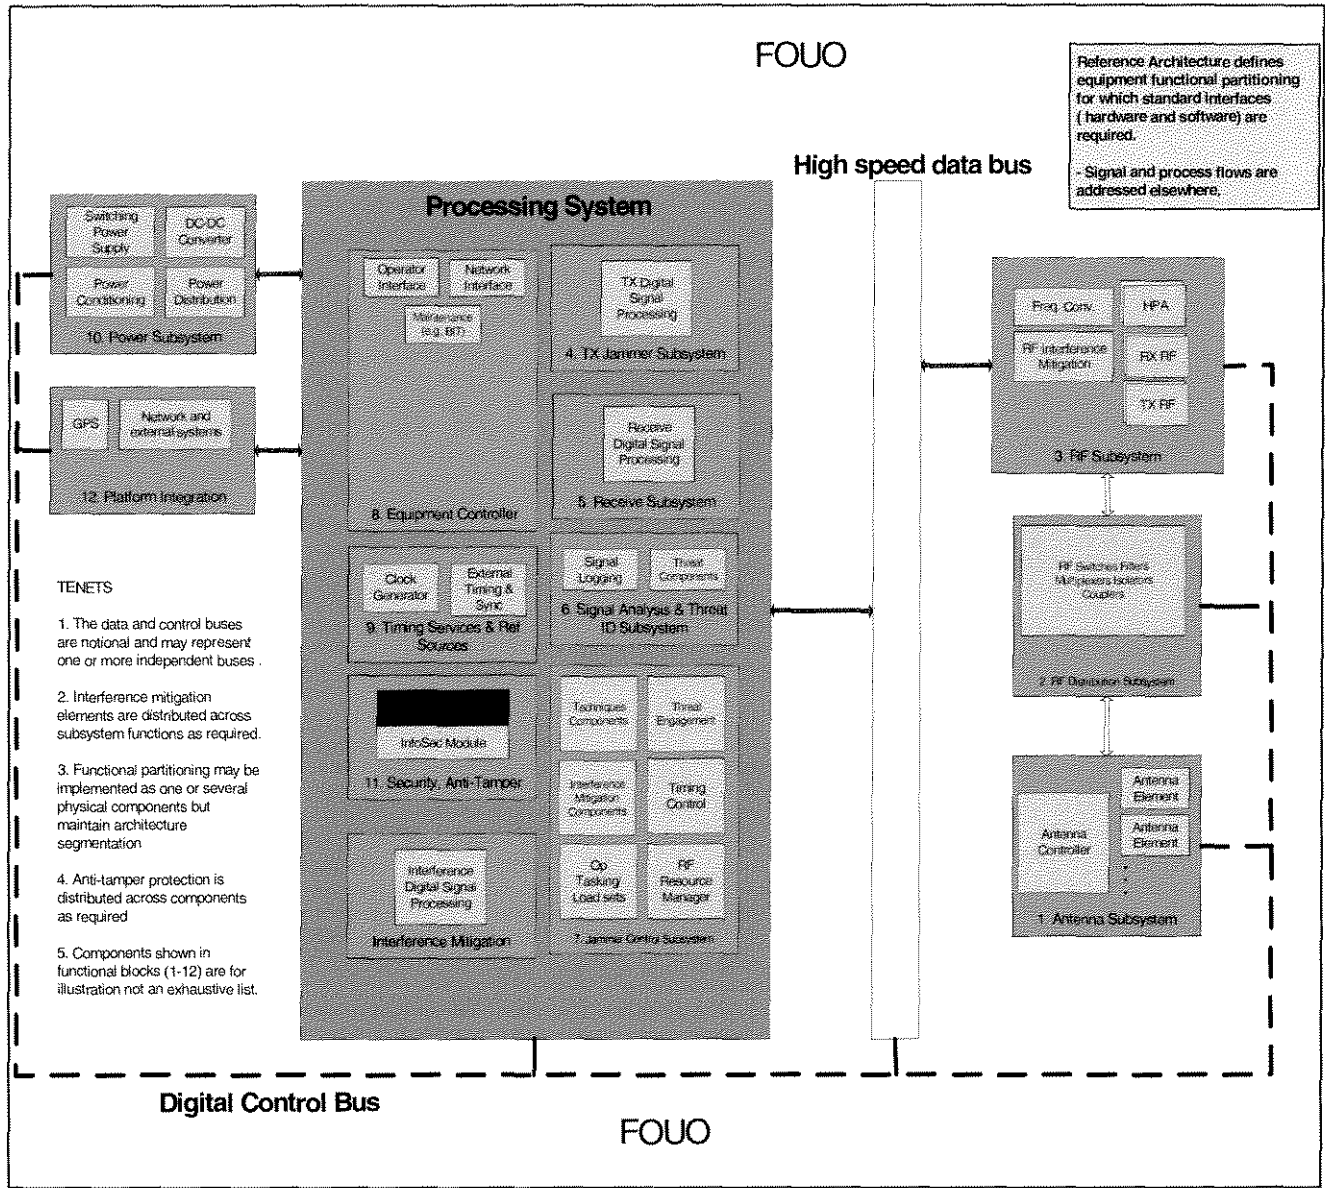 FOUO
Reference Architecture defines
equipment functional partitioning
for which standard interfaces
( hardware and software) are
required.
- Signal and process flows are
addressed elsewhere.
High speed data bus
Processing System
Switching
Power
Supply
DC-DC
Converter
Power
Conditioning
Power
Distribution
10. Power Subsystem
GPS
Network and
external systems
12. Platform Integration
Operator
Interface
Network
Interface
Maintenance
(e.g. BIT)
8. Equipment Controller
TX Digital
Signal
Processing
4. TX Jammer Subsystem
Receive
Digital Signal
Processing
5. Receive Subsystem
Clock
Generator
External
Timing &
Sync
9. Timing Services & Ref
Sources
Signal
Logging
Threat
Components
6. Signal Analysis & Threat
ID Subsystem
InfoSec Module
11. Security, Anti-Tamper
Techniques
Components
Threat
Engagement
Interference
Mitigation
Components
Timing
Control
Op
Tasking
Load sets
RF
Resource
Manager
7. Jammer Control Subsystem
Interference
Digital Signal
Processing
Interference Mitigation
Freq. Conv.
HPA
RF Interference
Mitigation
RX RF
TX RF
3. RF Subsystem
RF Switches Filters
Multiplexers Isolators
Couplers
2. RF Distribution Subsystem
Antenna
Controller
Antenna
Element
Antenna
Element
1. Antenna Subsystem
TENETS
1. The data and control buses
are notional and may represent
one or more independent buses .
2. Interference mitigation
elements are distributed across
subsystem functions as required.
3. Functional partitioning may be
implemented as one or several
physical components but
maintain architecture
segmentation
4. Anti-tamper protection is
distributed across components
as required
5. Components shown in
functional blocks (1-12) are for
illustration not an exhaustive list.
Digital Control Bus
FOUO